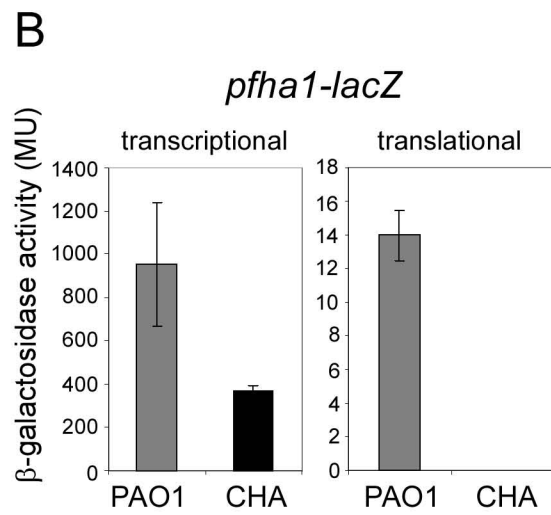 B
pfha1-lacZ
transcriptional
translational
β-galactosidase activity (MU)
1400
1200
1000
800
600
400
200
0
PAO1 CHA
18
16
14
12
10
8
6
4
2
0
PAO1 CHA